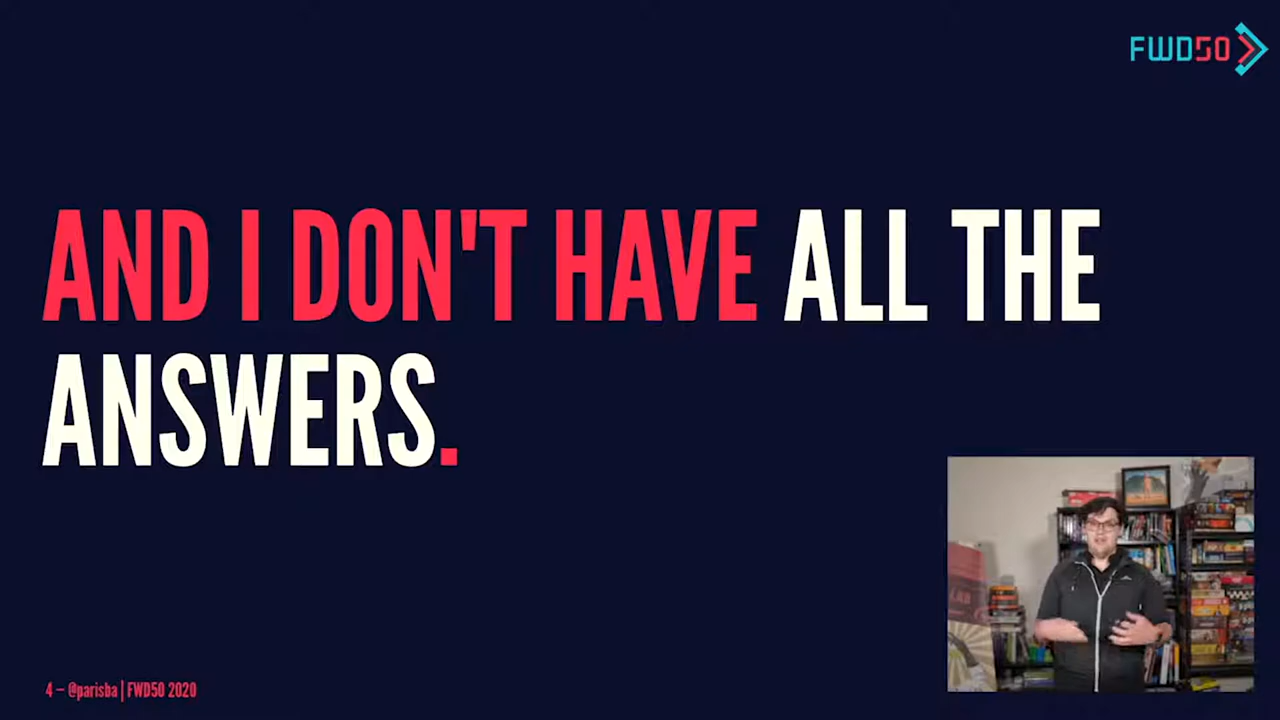 FWD50
AND I DON'T HAVE ALL THE
ANSWERS.
4 – @parisba | FWD50 2020